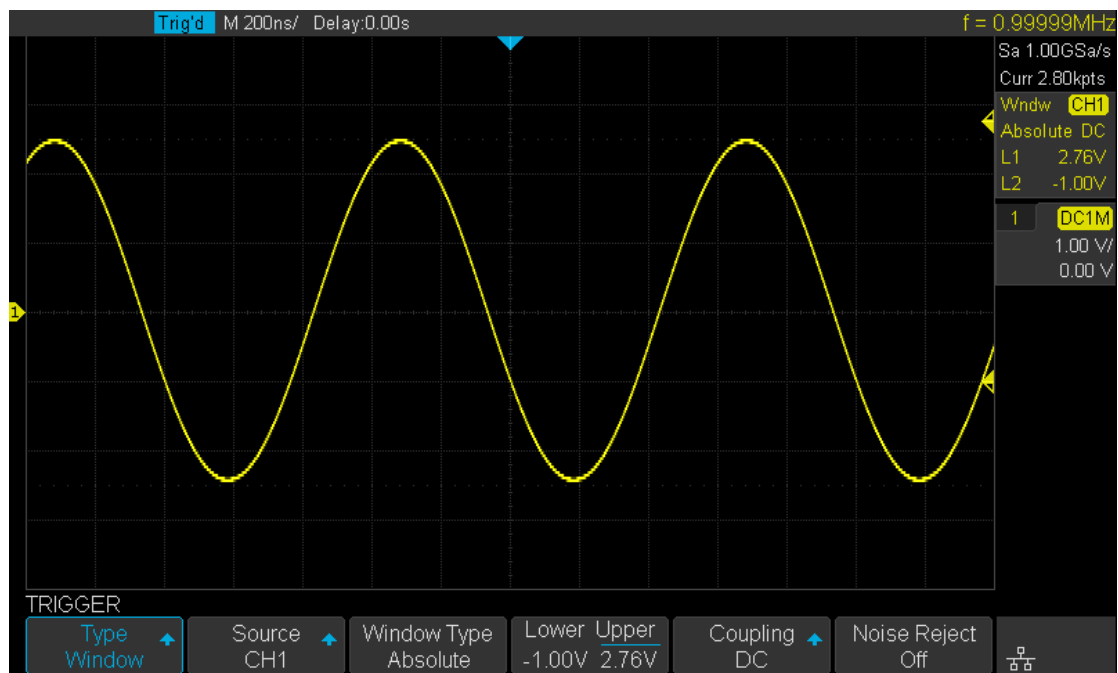 Trig'd M 200ns/ Delay:0.00s f = 0.99999MHz
Sa 1.00GSa/s
Curr 2.80kpts
Wndw CH1
Absolute DC
L1 2.76V
L2 -1.00V
1 DC1M
1.00 V/
0.00 V
1
TRIGGER
Type Source Window Type Lower Upper Coupling Noise Reject
Window CH1 Absolute -1.00V 2.76V DC Off